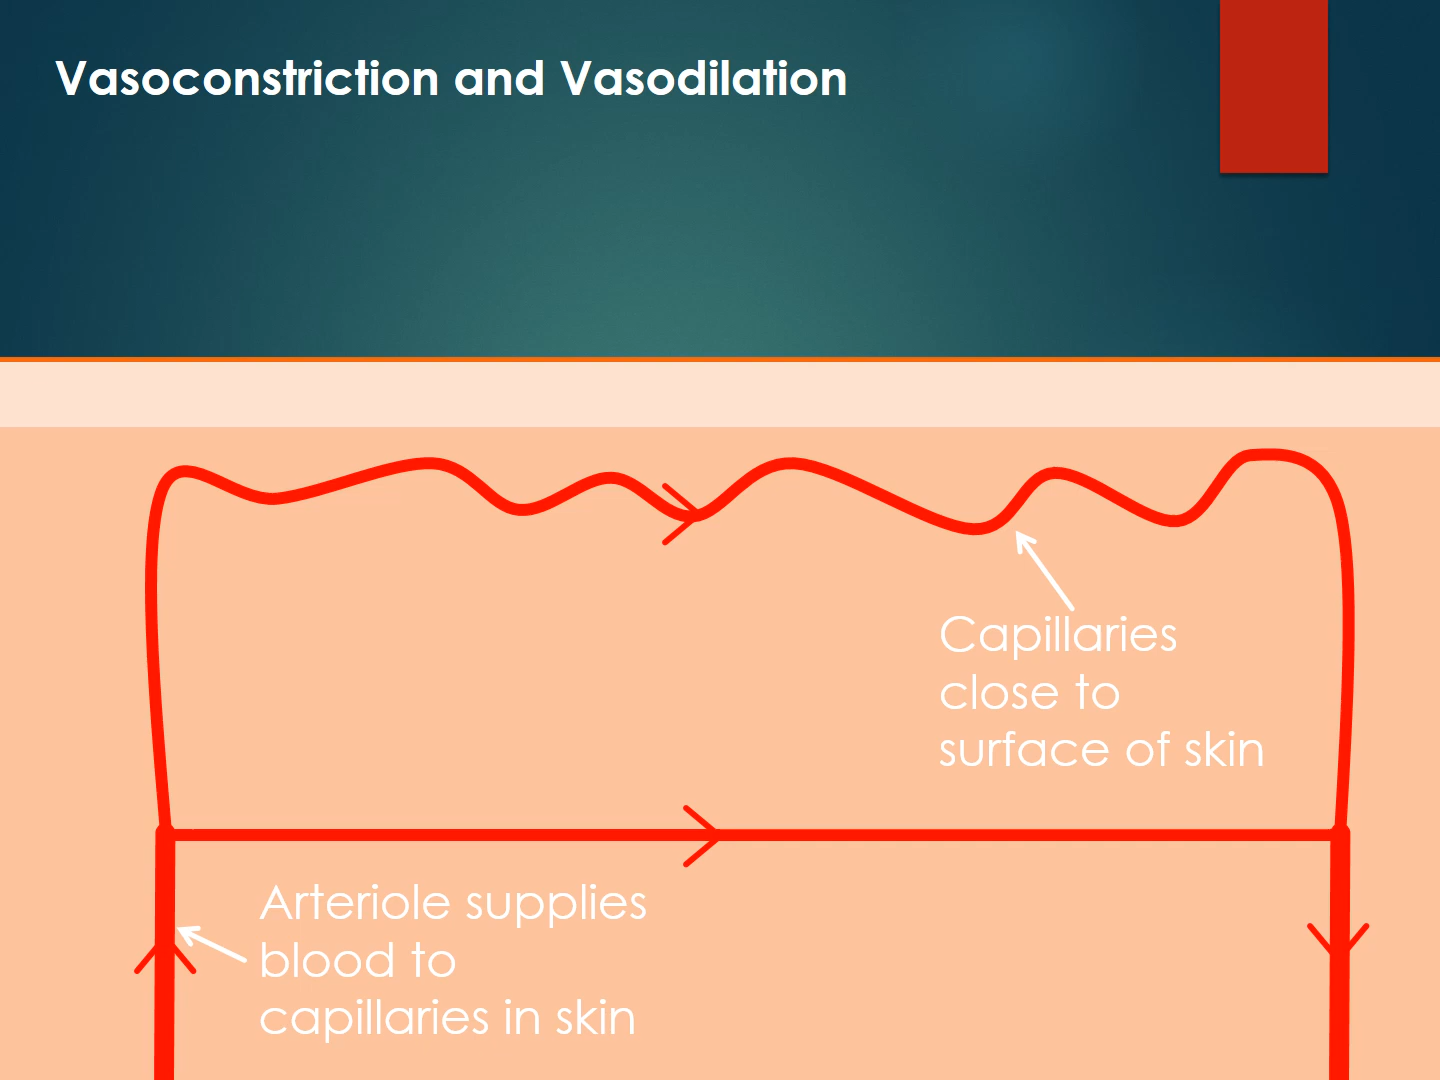 Vasoconstriction and Vasodilation
Capillaries
close to
surface of skin
Arteriole supplies
blood to
capillaries in skin